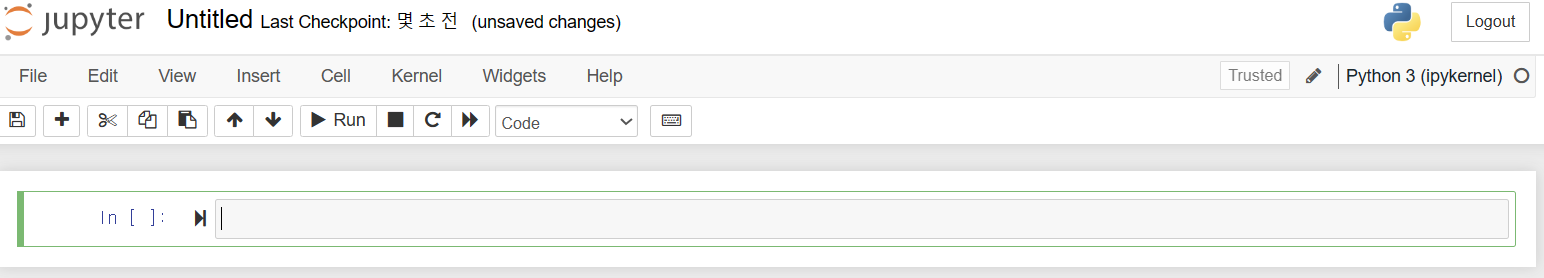 jupyter Untitled Last Checkpoint: 몇 초 전 (unsaved changes) Logout
File Edit View Insert Cell Kernel Widgets Help Trusted Python 3 (ipykernel)
Run Code
In [ ]: